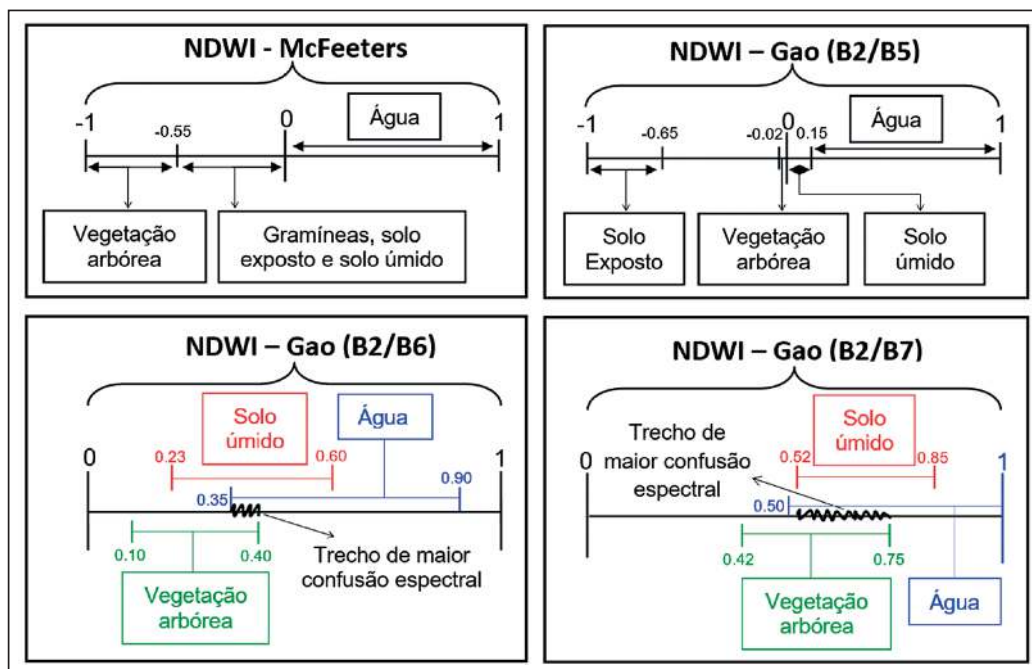 NDWI - McFeeters
-1
-0.55
0
Água
1
Vegetação
arbórea
Gramíneas, solo
exposto e solo úmido
NDWI – Gao (B2/B5)
-1
-0.65
-0.02
0
0.15
Água
1
Solo
Exposto
Vegetação
arbórea
Solo
úmido
NDWI – Gao (B2/B6)
0
Solo
úmido
Água
1
0.23
0.60
0.35
0.90
0.10
0.40
Trecho de maior
confusão espectral
Vegetação
arbórea
NDWI – Gao (B2/B7)
0
Trecho de
maior confusão
espectral
Solo
úmido
1
0.52
0.85
0.50
0.42
0.75
Vegetação
arbórea
Água